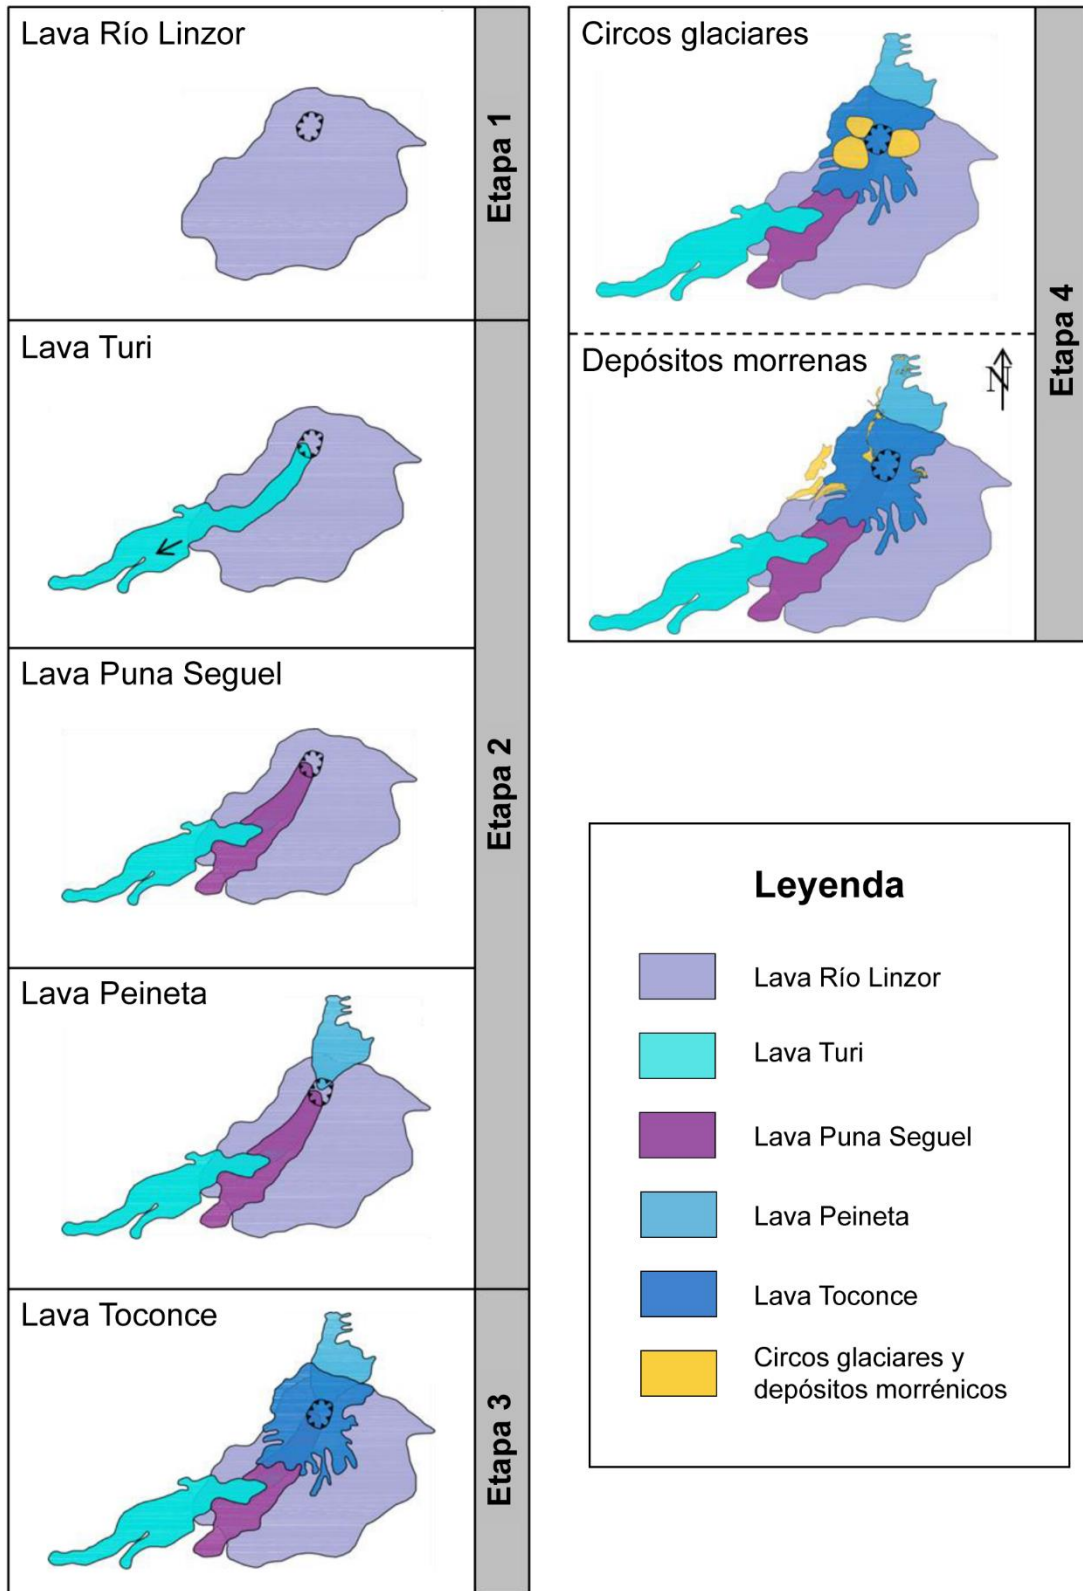 Lava Río Linzor
Etapa 1
Lava Turi
Lava Puna Seguel
Lava Peineta
Etapa 2
Lava Toconce
Etapa 3
Circos glaciares
Depósitos morrenas
N
Etapa 4
Leyenda
Lava Río Linzor
Lava Turi
Lava Puna Seguel
Lava Peineta
Lava Toconce
Circos glaciares y
depósitos morrénicos